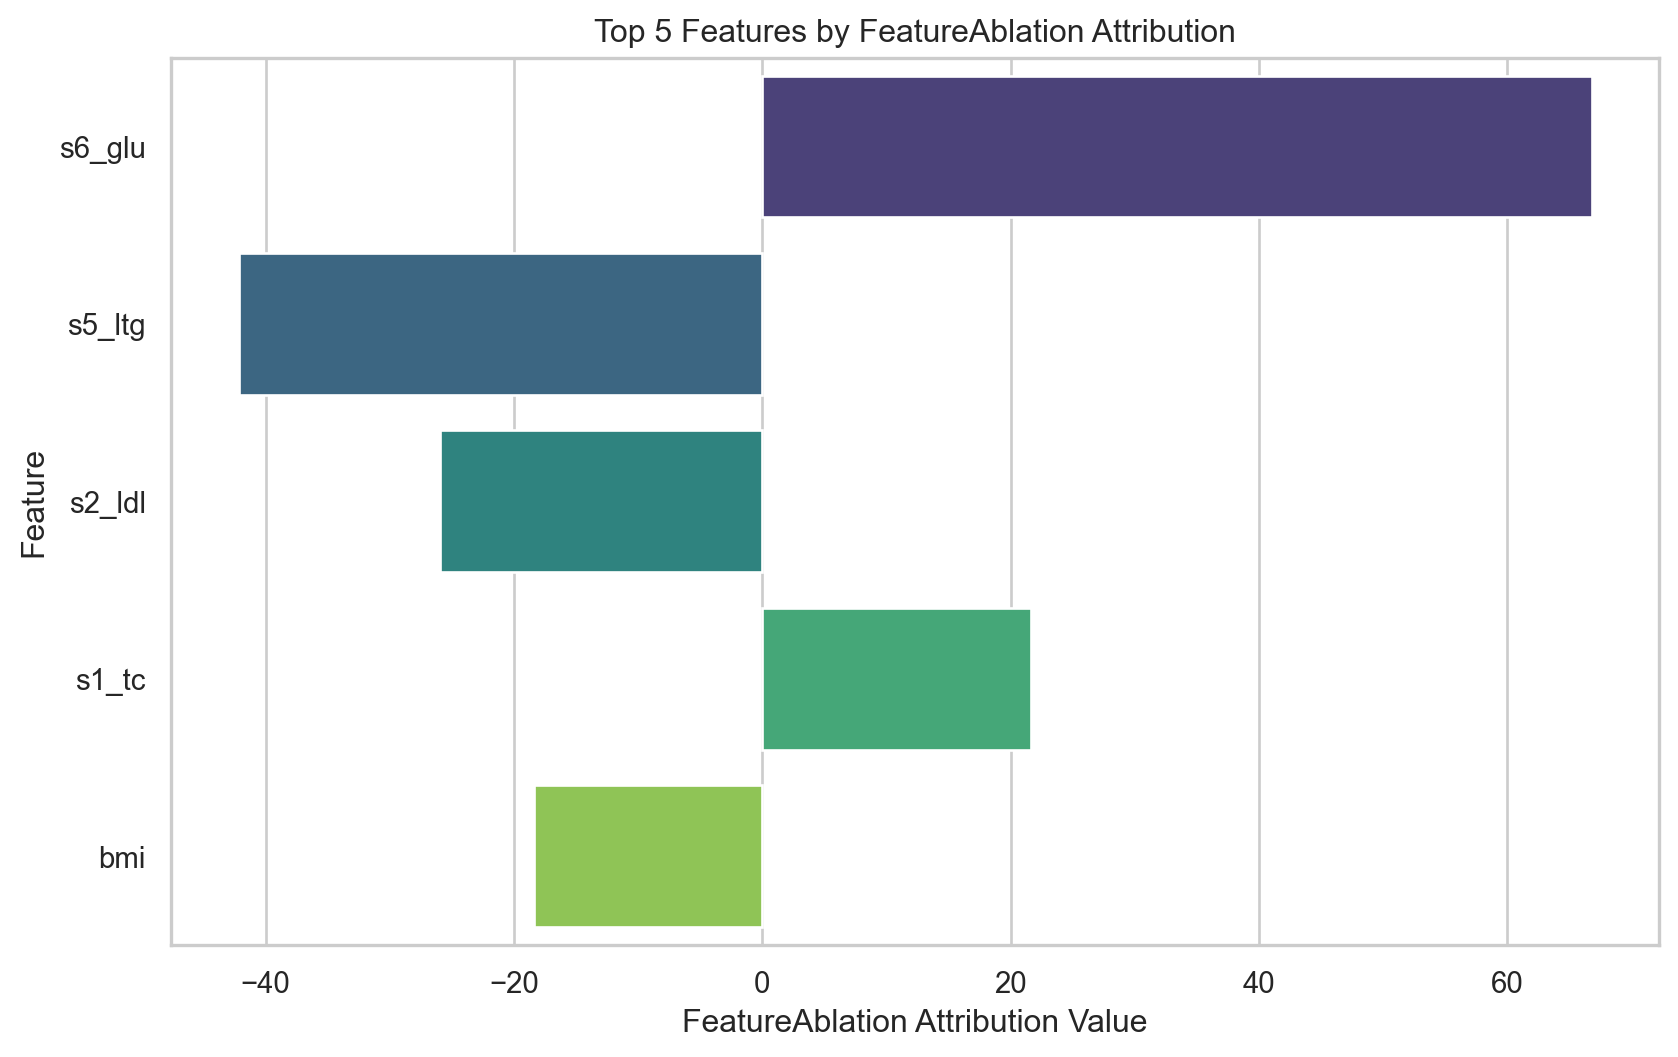 Top 5 Features by FeatureAblation Attribution
s6_glu
s5_ltg
s2_ldl
s1_tc
bmi
Feature
−40 −20 0 20 40 60
FeatureAblation Attribution Value